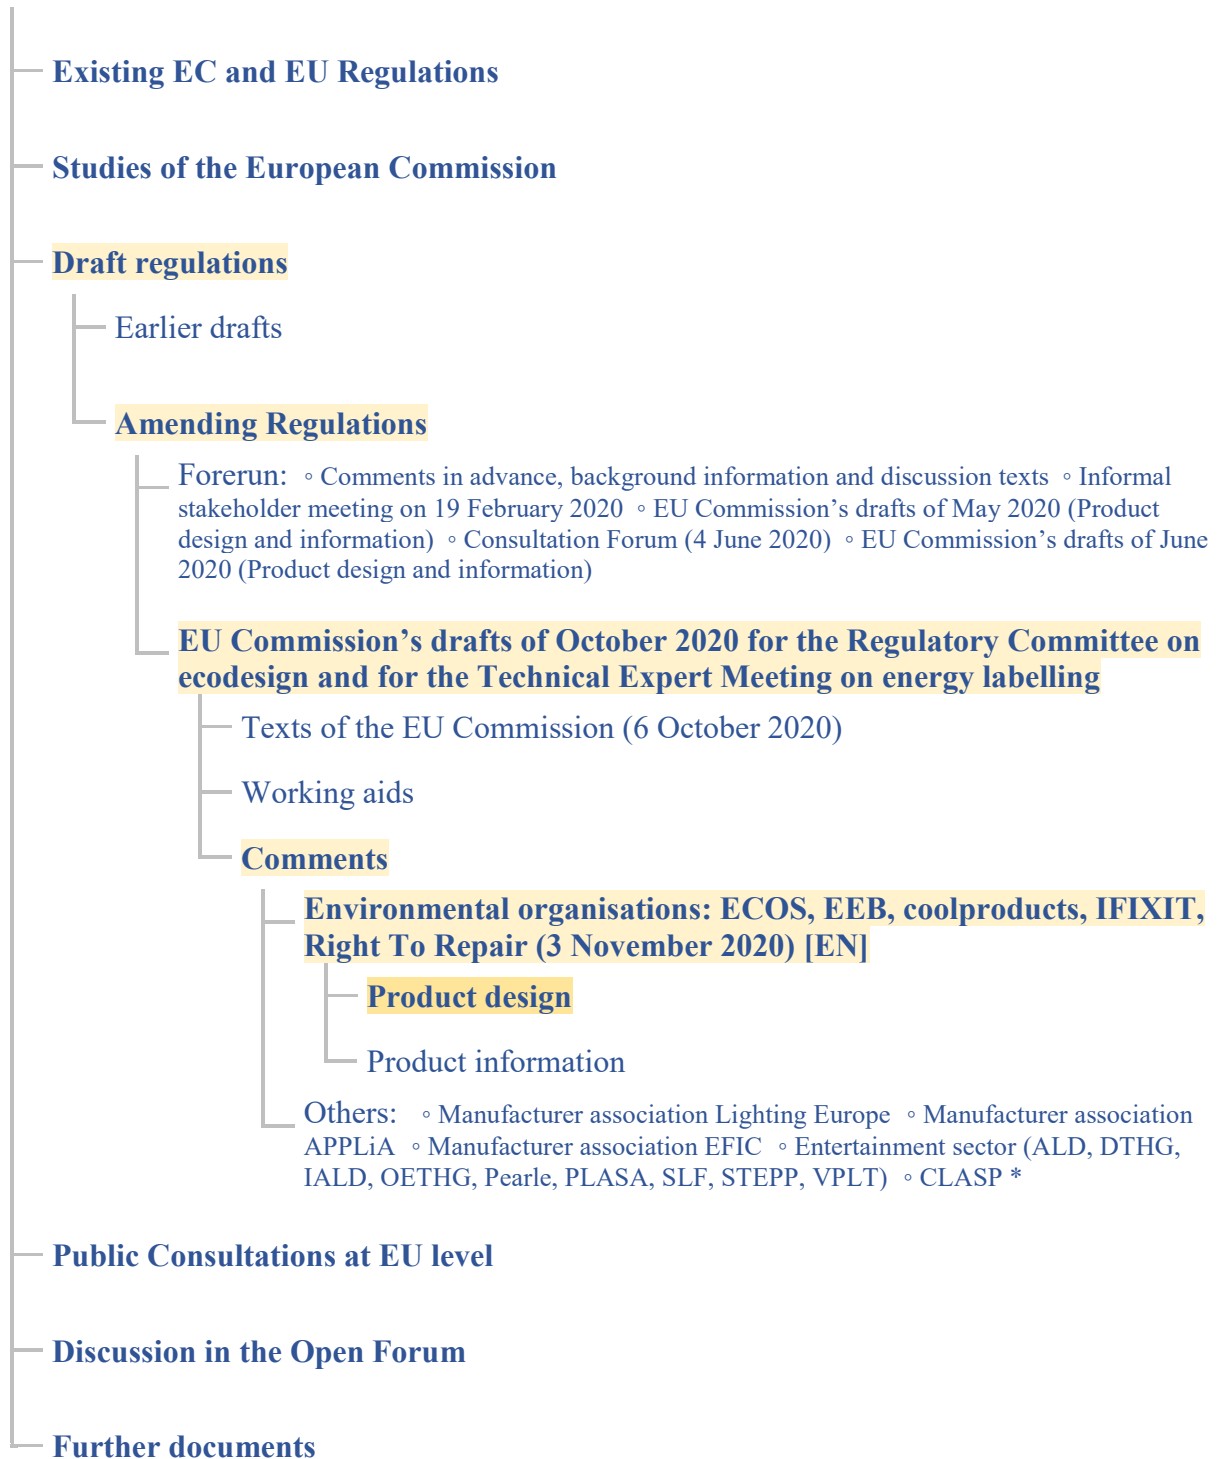 Existing EC and EU Regulations
Studies of the European Commission
Draft regulations
Earlier drafts
Amending Regulations
Forerun: ◦ Comments in advance, background information and discussion texts ◦ Informal
stakeholder meeting on 19 February 2020 ◦ EU Commission’s drafts of May 2020 (Product
design and information) ◦ Consultation Forum (4 June 2020) ◦ EU Commission’s drafts of June
2020 (Product design and information)
EU Commission’s drafts of October 2020 for the Regulatory Committee on
ecodesign and for the Technical Expert Meeting on energy labelling
Texts of the EU Commission (6 October 2020)
Working aids
Comments
Environmental organisations: ECOS, EEB, coolproducts, IFIXIT,
Right To Repair (3 November 2020) [EN]
Product design
Product information
Others: ◦ Manufacturer association Lighting Europe ◦ Manufacturer association
APPLiA ◦ Manufacturer association EFIC ◦ Entertainment sector (ALD, DTHG,
IALD, OETHG, Pearle, PLASA, SLF, STEPP, VPLT) ◦ CLASP *
Public Consultations at EU level
Discussion in the Open Forum
Further documents